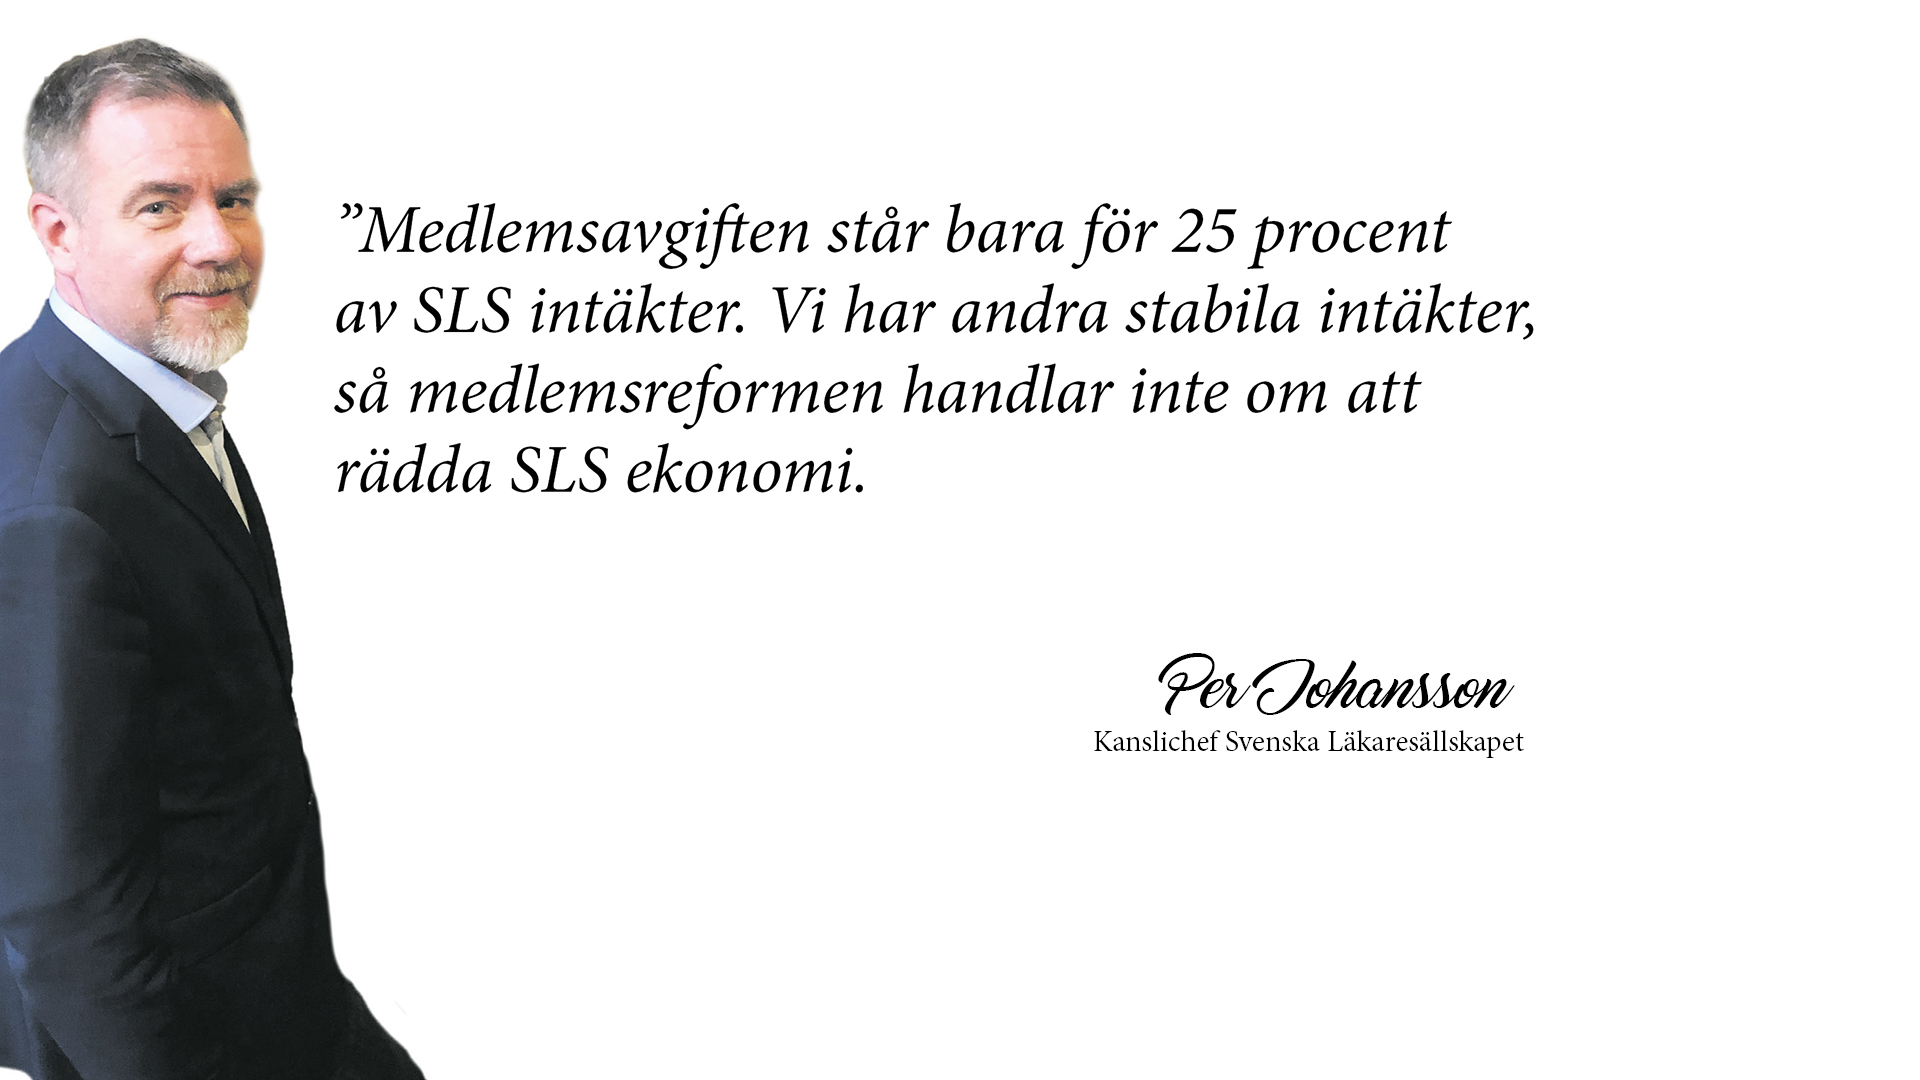 ”Medlemsavgiften står bara för 25 procent
av SLS intäkter. Vi har andra stabila intäkter,
så medlemsreformen handlar inte om att
rädda SLS ekonomi.
Per Johansson
Kanslichef Svenska Läkaresällskapet